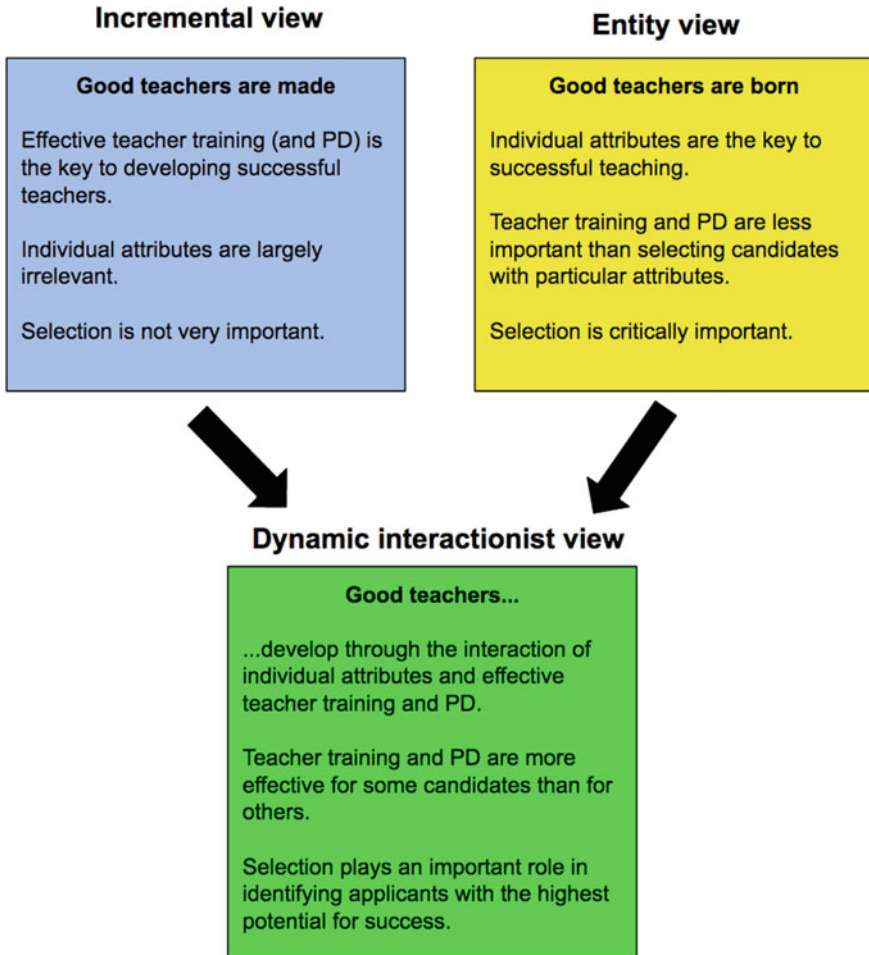 Incremental view
Good teachers are made
Effective teacher training (and PD) is
the key to developing successful
teachers.
Individual attributes are largely
irrelevant.
Selection is not very important.
Entity view
Good teachers are born
Individual attributes are the key to
successful teaching.
Teacher training and PD are less
important than selecting candidates
with particular attributes.
Selection is critically important.
Dynamic interactionist view
Good teachers...
...develop through the interaction of
individual attributes and effective
teacher training and PD.
Teacher training and PD are more
effective for some candidates than for
others.
Selection plays an important role in
identifying applicants with the highest
potential for success.